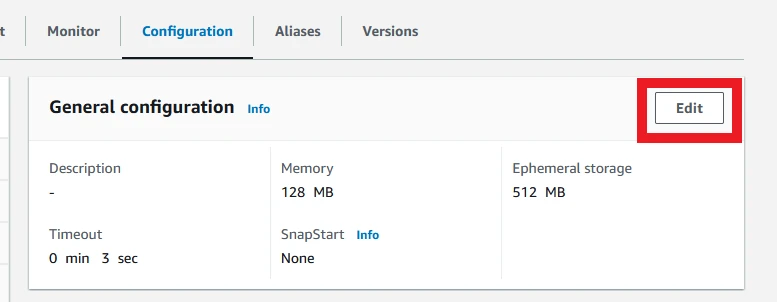 t Monitor Configuration Aliases Versions
General configuration Info Edit
Description Memory Ephemeral storage
- 128 MB 512 MB
Timeout SnapStart Info
0 min 3 sec None